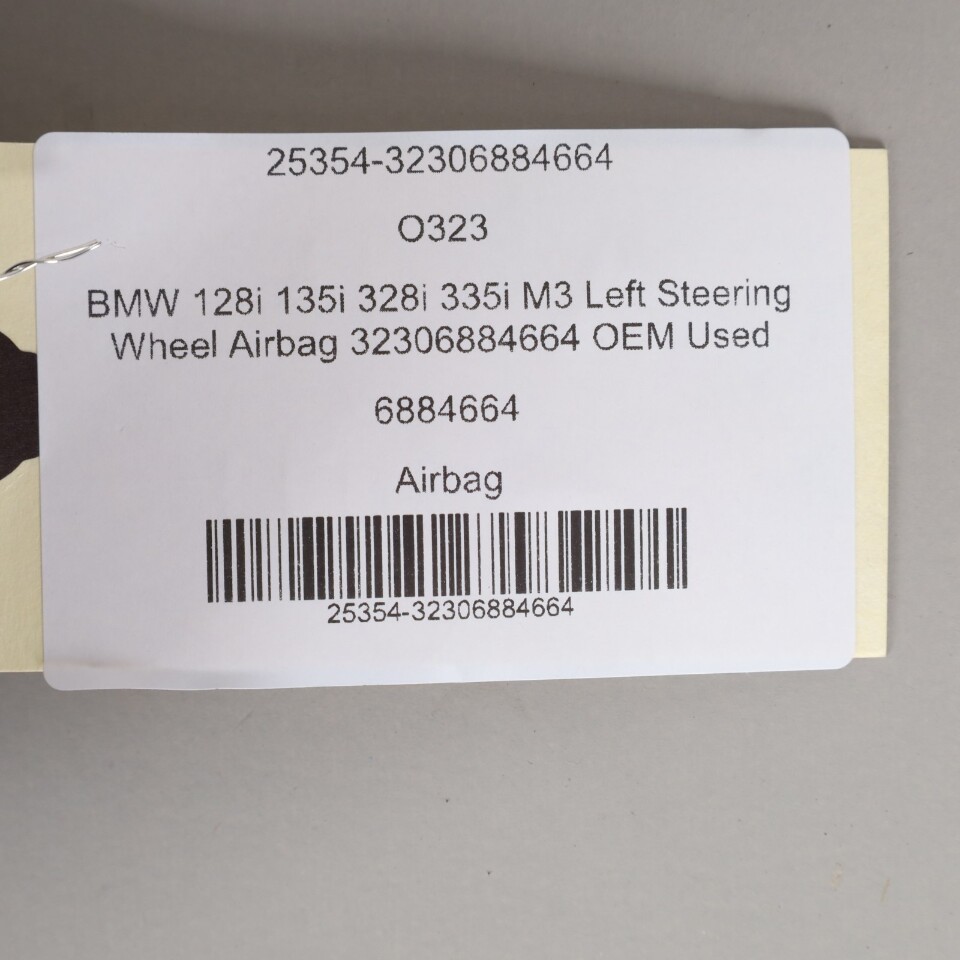 25354-32306884664
O323
BMW 128i 135i 328i 335i M3 Left Steering
Wheel Airbag 32306884664 OEM Used
6884664
Airbag
25354-32306884664